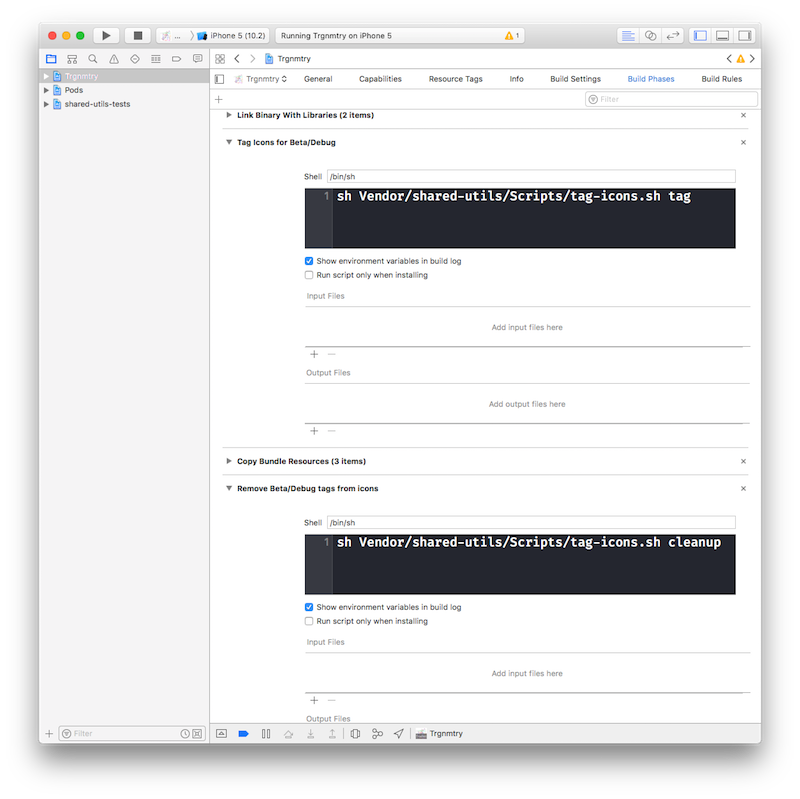 ... iPhone 5 (10.2) Running Trgnmtry on iPhone 5 1
Trgnmtry
Trgnmtry General Capabilities Resource Tags Info Build Settings Build Phases Build Rules
Trgnmtry
Pods
shared-utils-tests
Filter
Link Binary With Libraries (2 items)
Tag Icons for Beta/Debug
Shell /bin/sh
1 sh Vendor/shared-utils/Scripts/tag-icons.sh tag
Show environment variables in build log
Run script only when installing
Input Files
Add input files here
Output Files
Add output files here
Copy Bundle Resources (3 items)
Remove Beta/Debug tags from icons
Shell /bin/sh
1 sh Vendor/shared-utils/Scripts/tag-icons.sh cleanup
Show environment variables in build log
Run script only when installing
Input Files
Add input files here
Output Files
Filter Trgnmtry